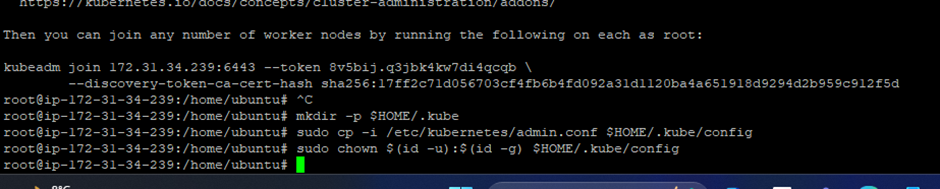 https://kubernetes.io/docs/concepts/cluster-administration/addons/
Then you can join any number of worker nodes by running the following on each as root:
kubeadm join 172.31.34.239:6443 --token 8v5bij.q3jbk4kw7di4qcqb \
--discovery-token-ca-cert-hash sha256:17ff2c71d056703cf4fb6b4fd092a31d1120ba4a651918d9294d2b959c912f5d
root@ip-172-31-34-239:/home/ubuntu# ^C
root@ip-172-31-34-239:/home/ubuntu# mkdir -p $HOME/.kube
root@ip-172-31-34-239:/home/ubuntu# sudo cp -i /etc/kubernetes/admin.conf $HOME/.kube/config
root@ip-172-31-34-239:/home/ubuntu# sudo chown $(id -u):$(id -g) $HOME/.kube/config
root@ip-172-31-34-239:/home/ubuntu#